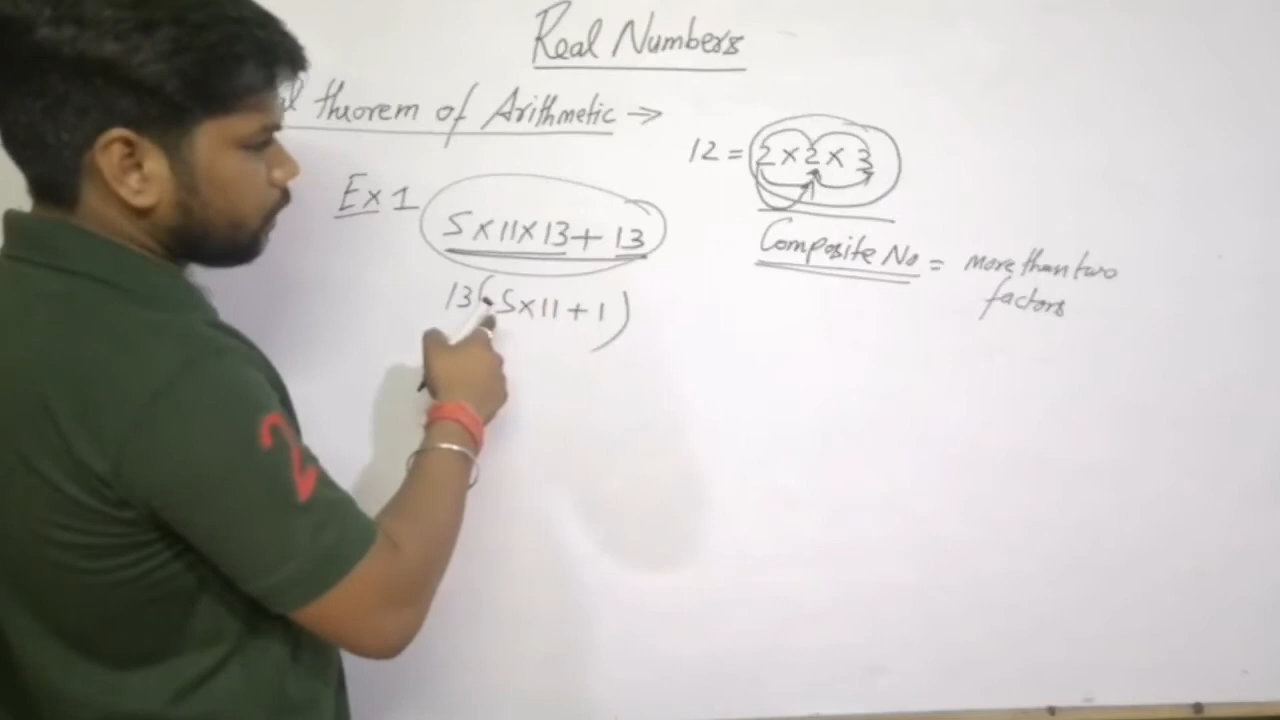 Real Numbers
theorem of Arithmetic →
12 = 2 × 2 × 3
Ex 1 5 × 11 × 13 + 13
Composite No = more than two
factors
13(5 × 11 + 1)
2